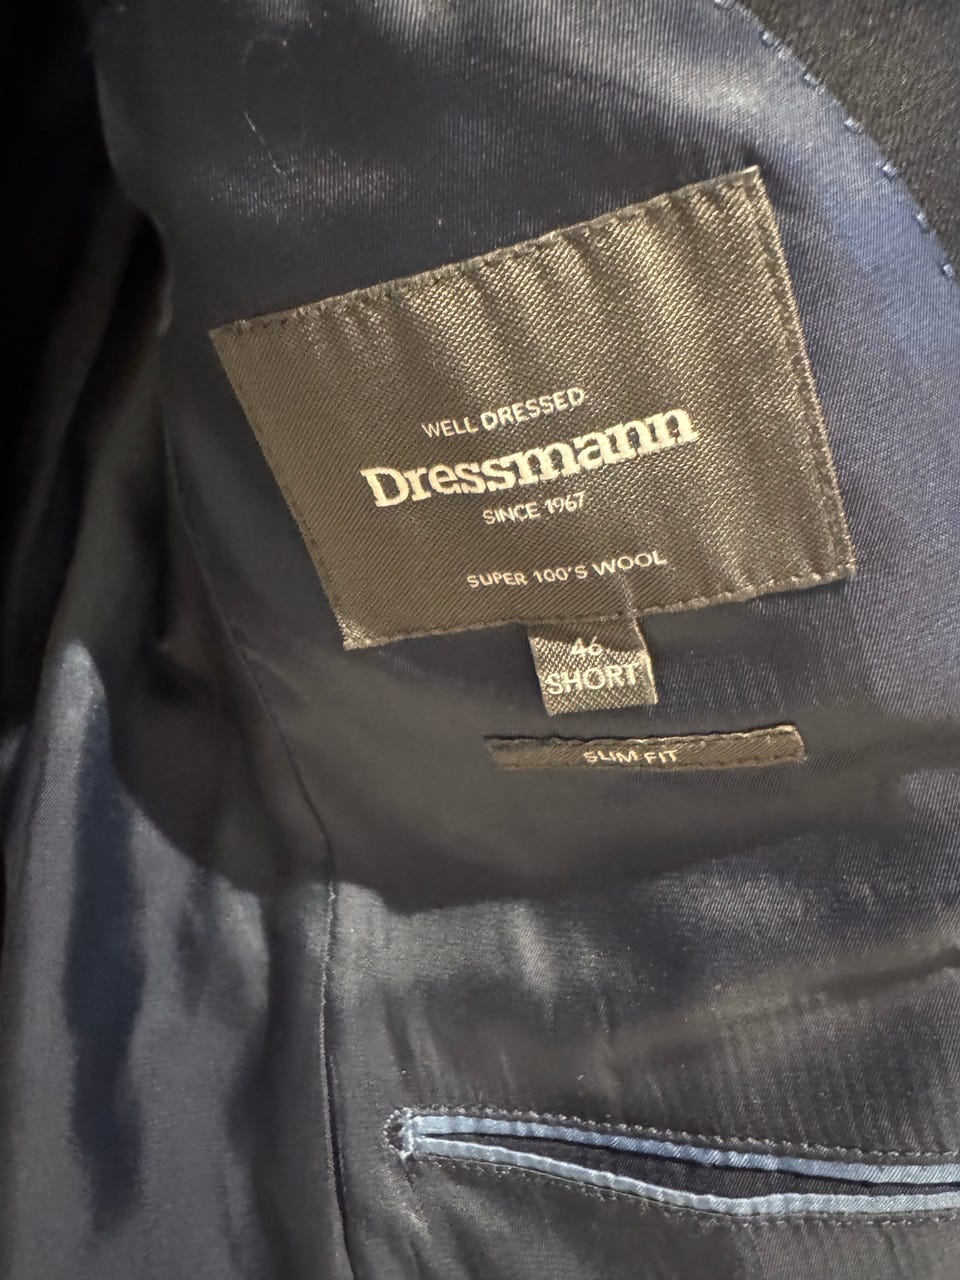 WELL DRESSED
Dressmann
SINCE 1967
SUPER 100'S WOOL
46
SHORT
SLIM FIT